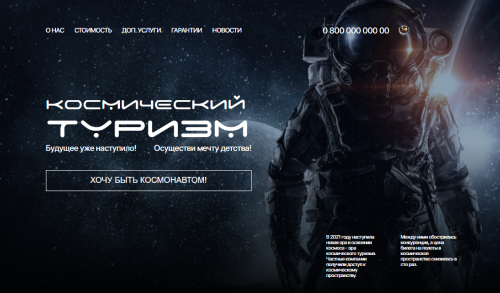 О НАС СТОИМОСТЬ ДОП. УСЛУГИ ГАРАНТИИ НОВОСТИ
0 800 000 000 00
КОСМИЧЕСКИЙ
ТУРИЗМ
Будущее уже наступило! Осуществи мечту детства!
ХОЧУ БЫТЬ КОСМОНАВТОМ!
В 2021 году наступила
новая эра в освоении
космоса - эра
космического туризма.
Частные компании
получили доступ к
космическому
пространству.
Между ними обострилась
конкуренция, а цена
билета на полеты в
космическое
пространство снизилась в
сто раз.